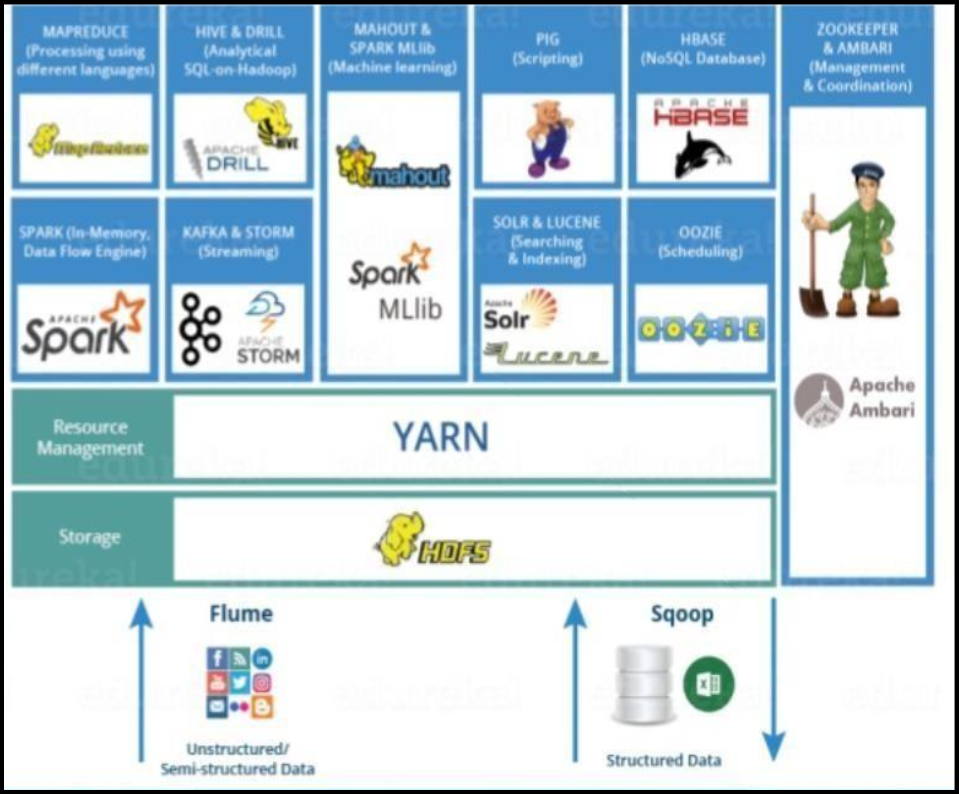 MAPREDUCE
(Processing using
different languages)
HIVE & DRILL
(Analytical
SQL-on-Hadoop)
MAHOUT &
SPARK MLlib
(Machine learning)
PIG
(Scripting)
HBASE
(NoSQL Database)
ZOOKEEPER
& AMBARI
(Management
& Coordination)
Map Reduce
HIVE
APACHE
DRILL
mahout
APACHE
HBASE
SPARK (In-Memory,
Data Flow Engine)
KAFKA & STORM
(Streaming)
Spark
MLlib
SOLR & LUCENE
(Searching
& Indexing)
OOZIE
(Scheduling)
APACHE
Spark
APACHE
STORM
Apache
Solr
Lucene
OOZIE
Apache
Ambari
Resource
Management
YARN
Storage
HDFS
Flume
Sqoop
Unstructured/
Semi-structured Data
Structured Data
edureka!